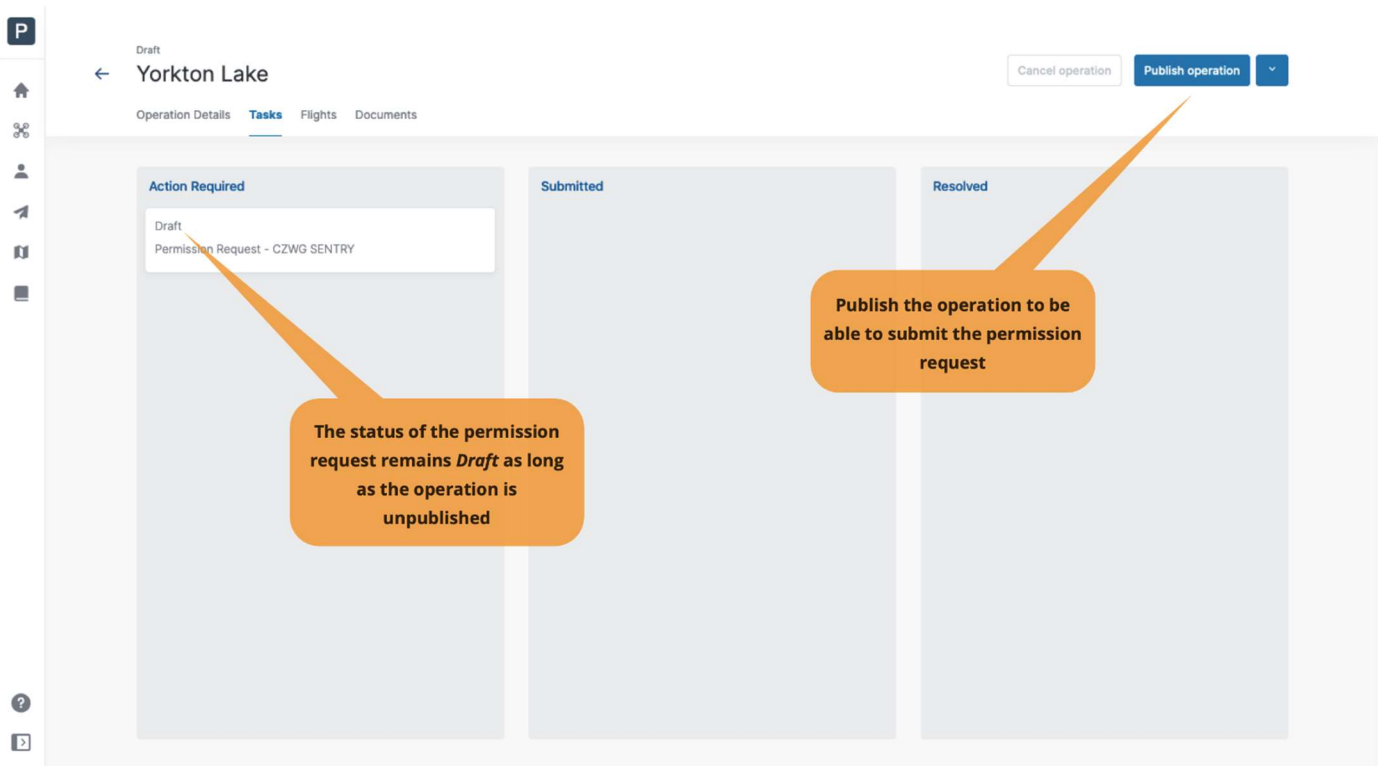 P
Draft
Yorkton Lake
Cancel operation
Publish operation
Operation Details Tasks Flights Documents
Action Required
Submitted
Resolved
Draft
Permission Request - CZWG SENTRY
Publish the operation to be
able to submit the permission
request
The status of the permission
request remains Draft as long
as the operation is
unpublished
?